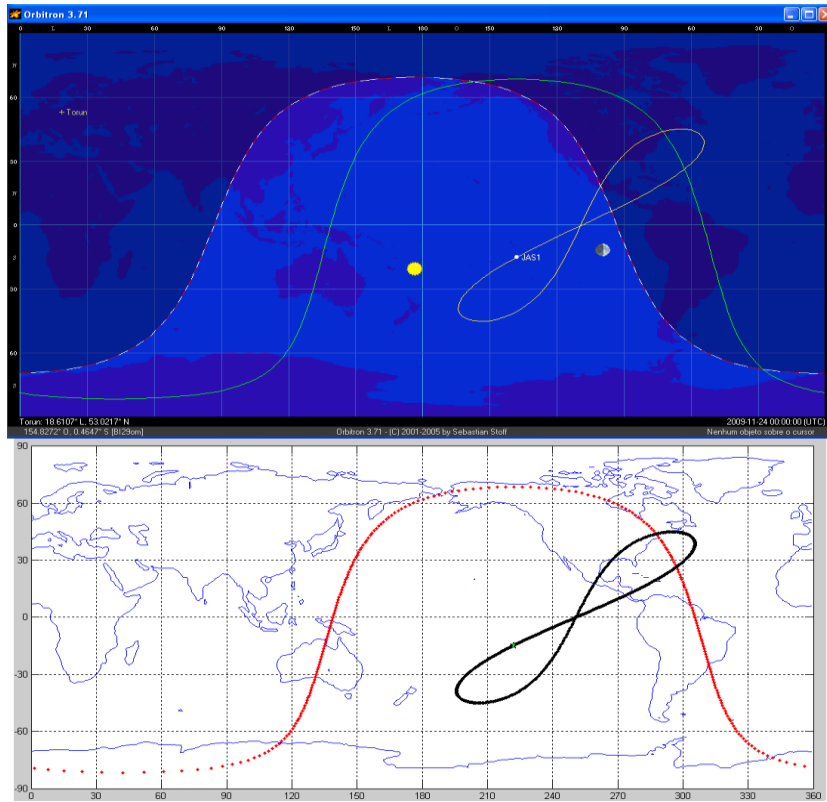 Orbitron 3.71
0 L 30 60 90 120 150 L 180 O 150 120 90 60 30 O 0
N
60
+Torun
30
N
0
JAS1
S
30
60
S
Torun: 18.6107° L, 53.0217° N
2009-11-24 00:00:00 (UTC)
154.8272° O, 0.4647° S [BI29om]
Orbitron 3.71 - (C) 2001-2005 by Sebastian Stoff
Nenhum objeto sobre o cursor
90
60
30
0
-30
-60
-90
0 30 60 90 120 150 180 210 240 270 300 330 360